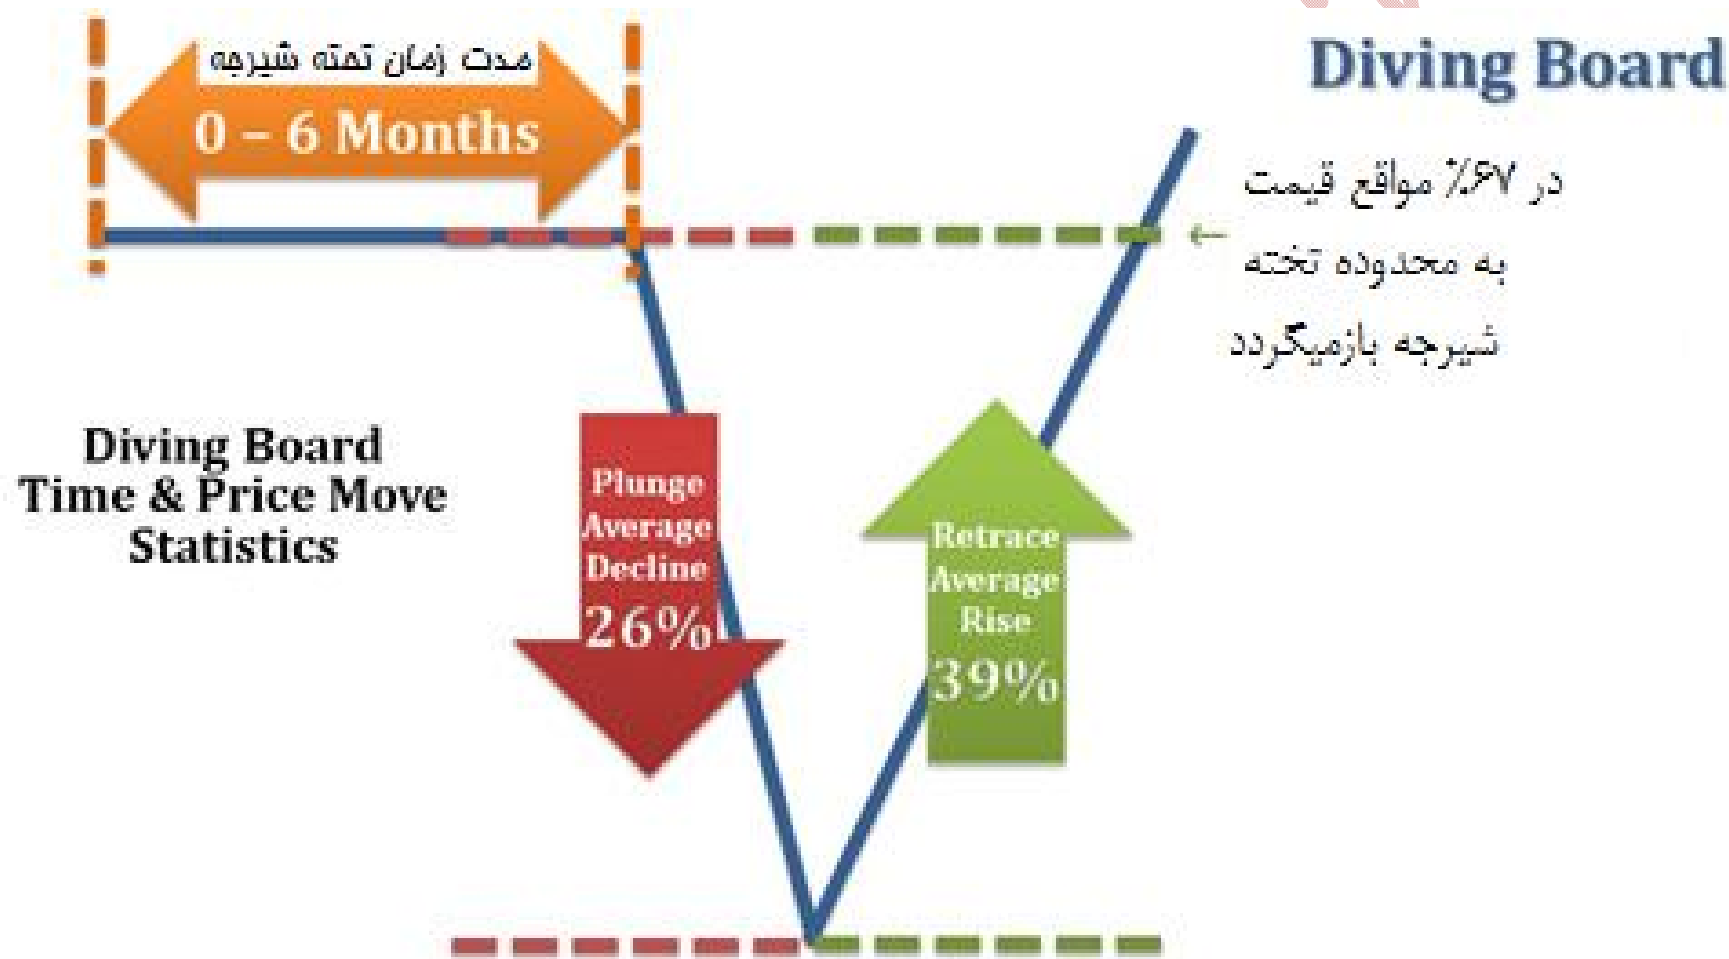 Diving Board
مدت زمان تخته شیرجه
0 – 6 Months
در ۶۷٪ مواقع قیمت
به محدوده تخته
شیرجه بازمیگردد
←
Diving Board
Time & Price Move
Statistics
Plunge
Average
Decline
26%
Retrace
Average
Rise
39%